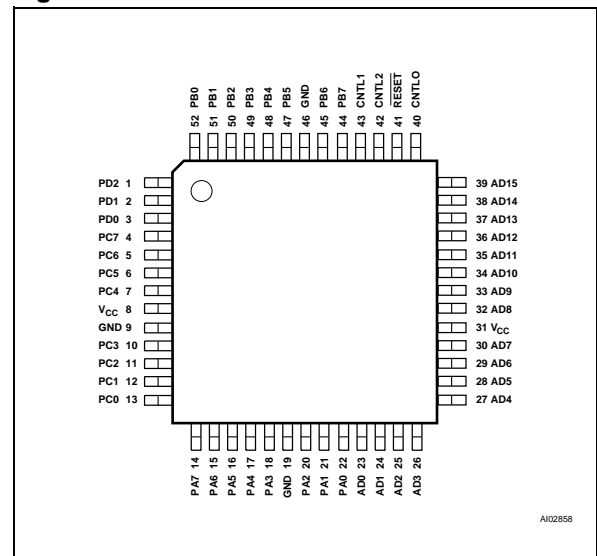 52 PB0
51 PB1
50 PB2
49 PB3
48 PB4
47 PB5
46 GND
45 PB6
44 PB7
43 CNTL1
42 CNTL2
41 RESET
40 CNTL0
PD2 1
PD1 2
PD0 3
PC7 4
PC6 5
PC5 6
PC4 7
VCC 8
GND 9
PC3 10
PC2 11
PC1 12
PC0 13
39 AD15
38 AD14
37 AD13
36 AD12
35 AD11
34 AD10
33 AD9
32 AD8
31 VCC
30 AD7
29 AD6
28 AD5
27 AD4
PA7 14
PA6 15
PA5 16
PA4 17
PA3 18
GND 19
PA2 20
PA1 21
PA0 22
AD0 23
AD1 24
AD2 25
AD3 26
AI02858